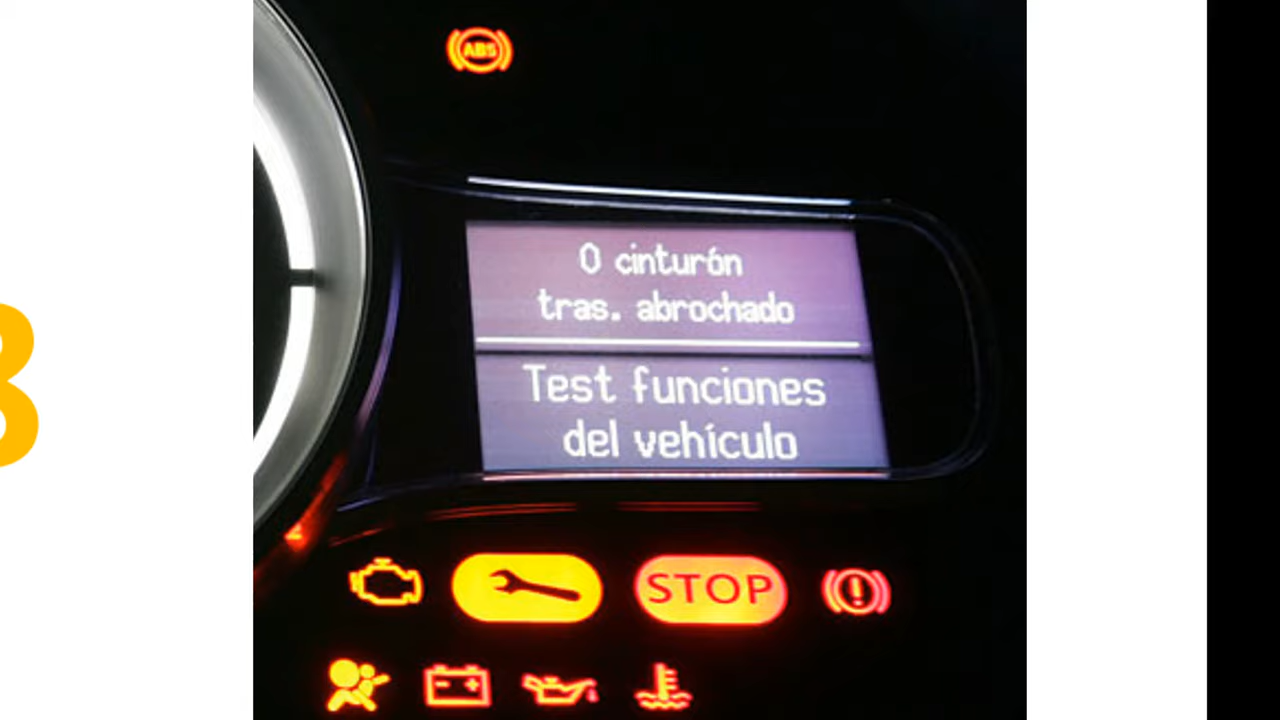 ABS
0 cinturón
tras. abrochado
Test funciones
del vehículo
STOP